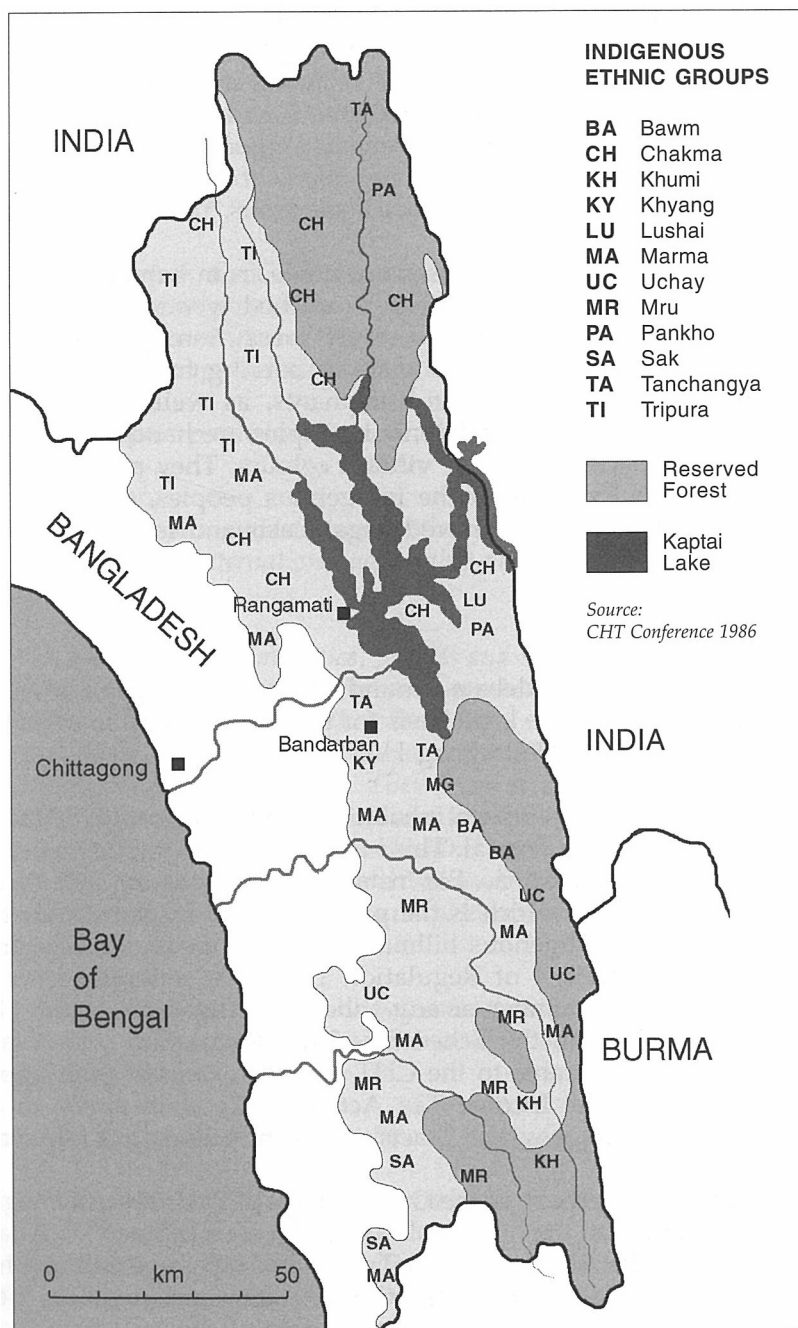 INDIGENOUS
ETHNIC GROUPS
BA Bawm
CH Chakma
KH Khumi
KY Khyang
LU Lushai
MA Marma
UC Uchay
MR Mru
PA Pankho
SA Sak
TA Tanchangya
TI Tripura
Reserved
Forest
Kaptai
Lake
Source:
CHT Conference 1986
INDIA
TA
PA
CH
CH
TI
TI
CH
CH
TI
CH
TI
TI
MA
TI
MA
CH
CH
CH
BANGLADESH
Rangamati
CH
LU
MA
PA
TA
Bandarban
TA
INDIA
Chittagong
KY
MG
MA
MA
BA
BA
UC
MR
MA
Bay
of
Bengal
UC
UC
MR
MA
MA
BURMA
MR
MR
KH
MA
SA
KH
MR
SA
MA
0 km 50